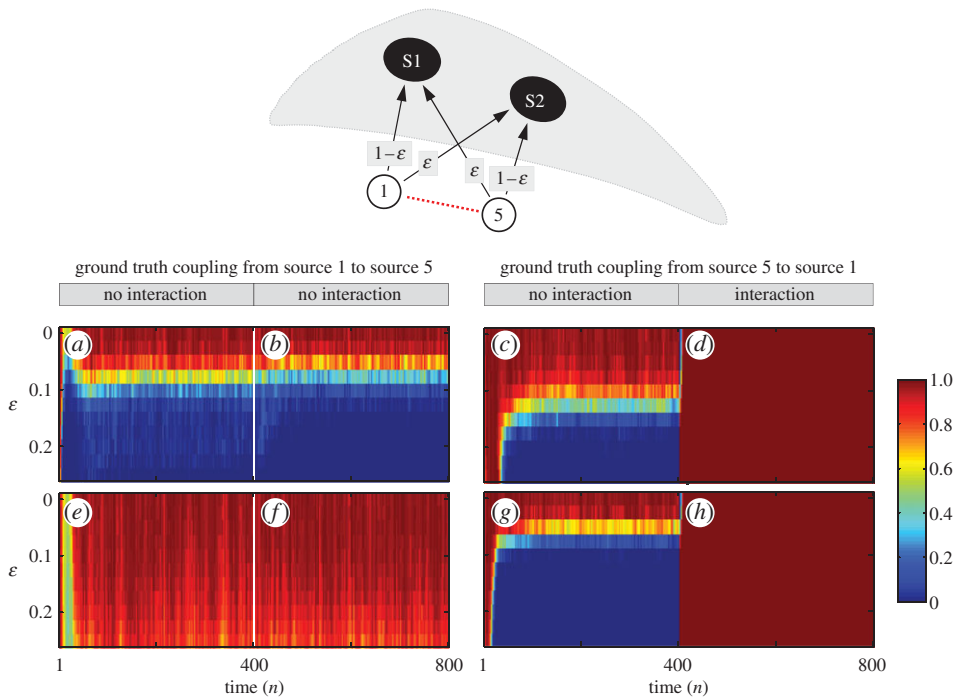 S1
S2
1–ε
ε
ε
1–ε
1
5
ground truth coupling from source 1 to source 5
no interaction
no interaction
ground truth coupling from source 5 to source 1
no interaction
interaction
0
0.1
0.2
ε
(a)
(b)
(c)
(d)
1.0
0.8
0.6
0.4
0.2
0
0
0.1
0.2
ε
(e)
(f)
(g)
(h)
1
400
800
time (n)
1
400
800
time (n)